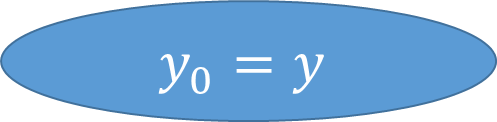 y₀ = y